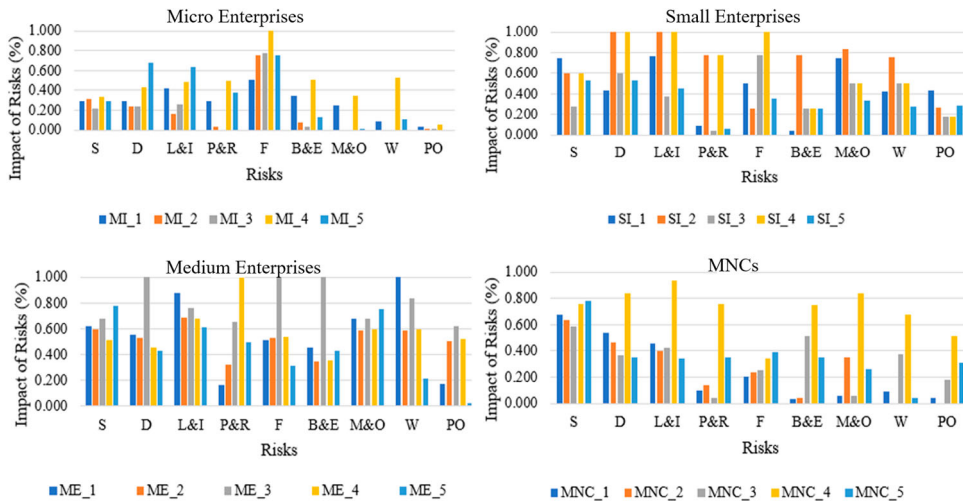 Micro Enterprises
Impact of Risks (%)
1.000
0.800
0.600
0.400
0.200
0.000
S D L&I P&R F B&E M&O W PO
Risks
MI_1 MI_2 MI_3 MI_4 MI_5
Small Enterprises
Impact of Risks (%)
1.000
0.800
0.600
0.400
0.200
0.000
S D L&I P&R F B&E M&O W PO
Risks
SI_1 SI_2 SI_3 SI_4 SI_5
Medium Enterprises
Impact of Risks (%)
1.000
0.800
0.600
0.400
0.200
0.000
S D L&I P&R F B&E M&O W PO
Risks
ME_1 ME_2 ME_3 ME_4 ME_5
MNCs
Impact of Risks (%)
1.000
0.800
0.600
0.400
0.200
0.000
S D L&I P&R F B&E M&O W PO
Risks
MNC_1 MNC_2 MNC_3 MNC_4 MNC_5